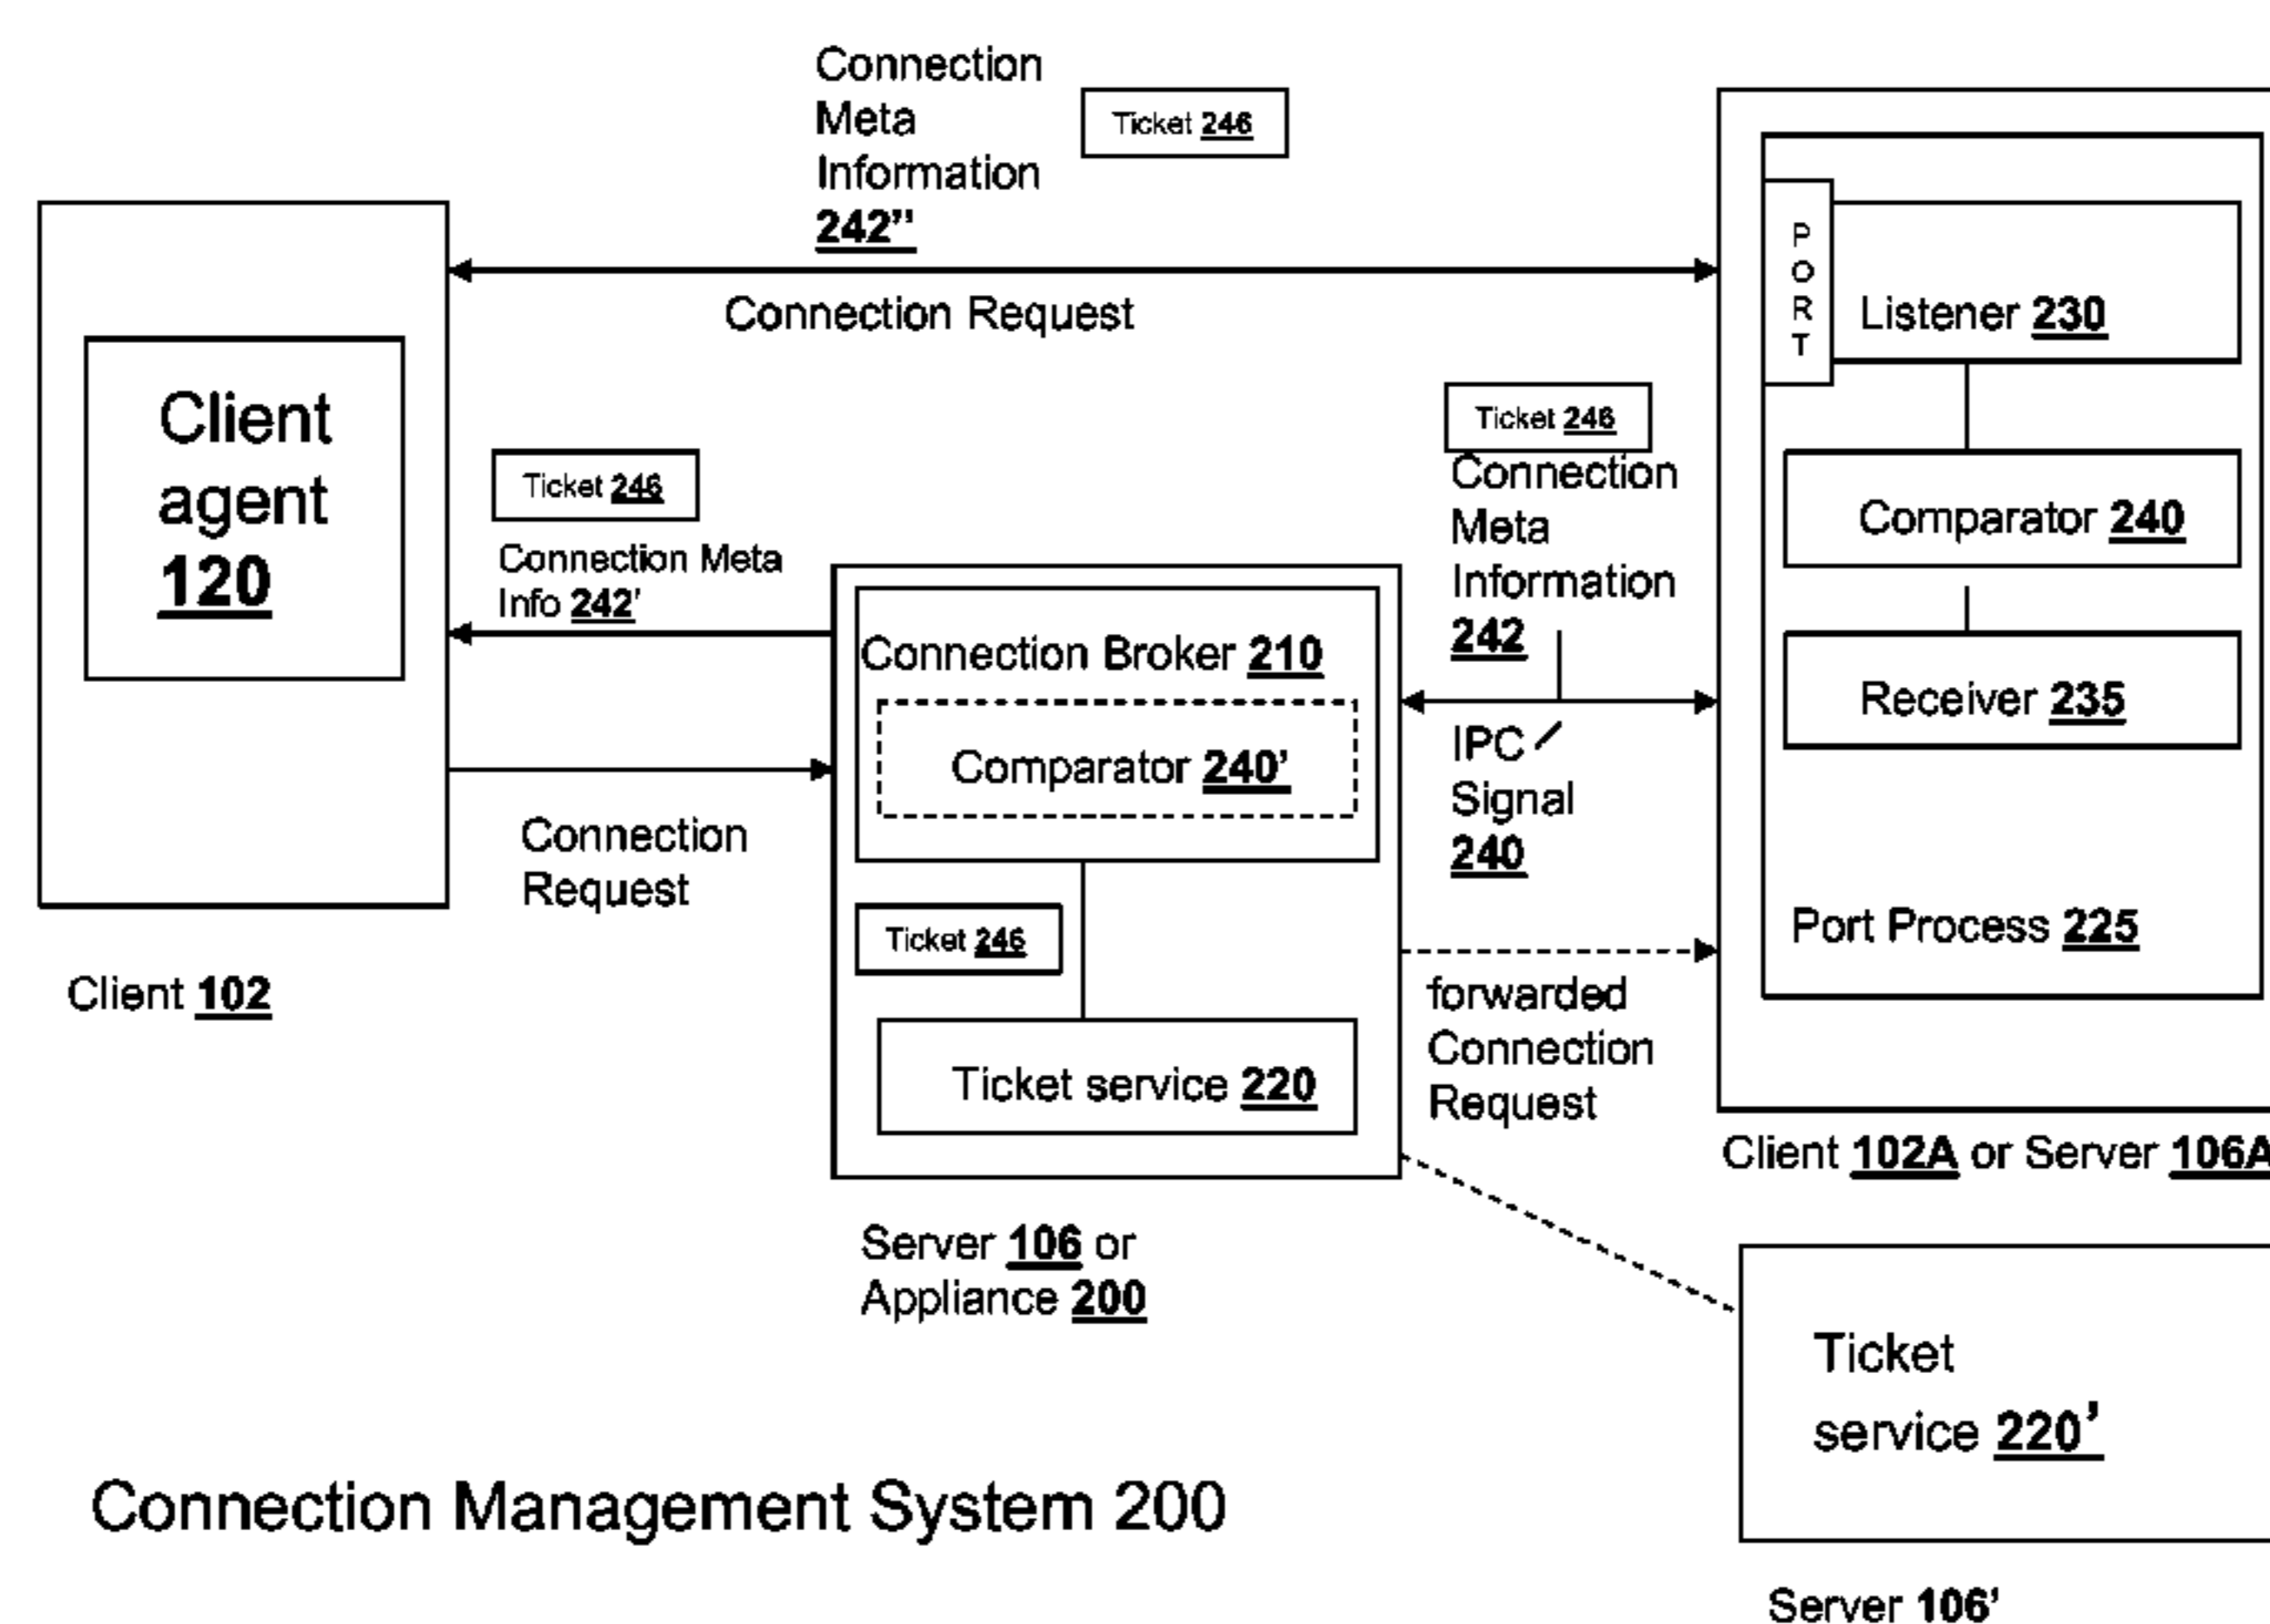 Connection
Meta
Information
242''
Ticket 246
Connection Request
Client
agent
120
Client 102
Ticket 246
Connection Meta
Info 242'
Connection
Request
Connection Broker 210
Comparator 240'
Ticket 246
Ticket service 220
Server 106 or
Appliance 200
Ticket 246
Connection
Meta
Information
242
IPC
Signal
240
forwarded
Connection
Request
PORT
Listener 230
Comparator 240
Receiver 235
Port Process 225
Client 102A or Server 106A
Ticket
service 220'
Server 106'
Connection Management System 200